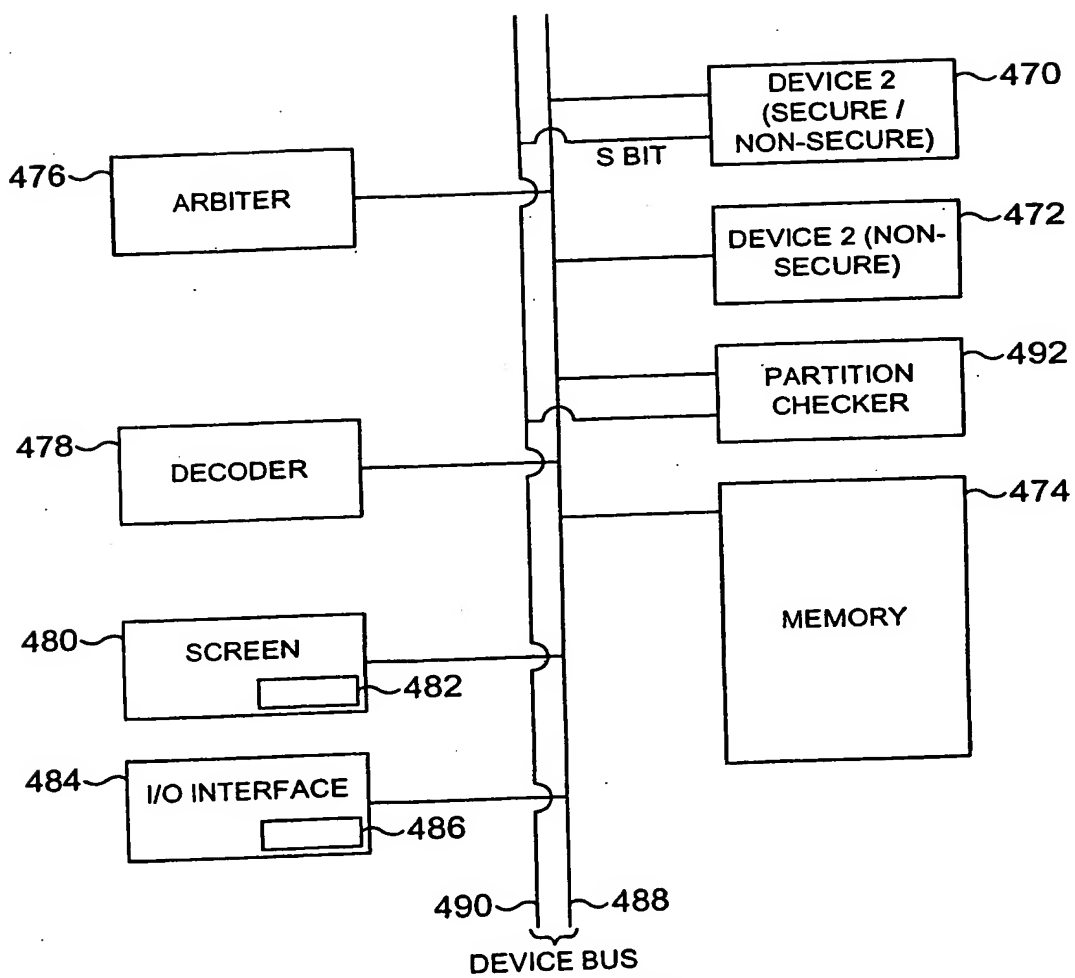 DEVICE 2
(SECURE /
NON-SECURE)
470
S BIT
476
ARBITER
DEVICE 2 (NON-
SECURE)
472
PARTITION
CHECKER
492
478
DECODER
474
MEMORY
480
SCREEN
482
484
I/O INTERFACE
486
490
488
DEVICE BUS